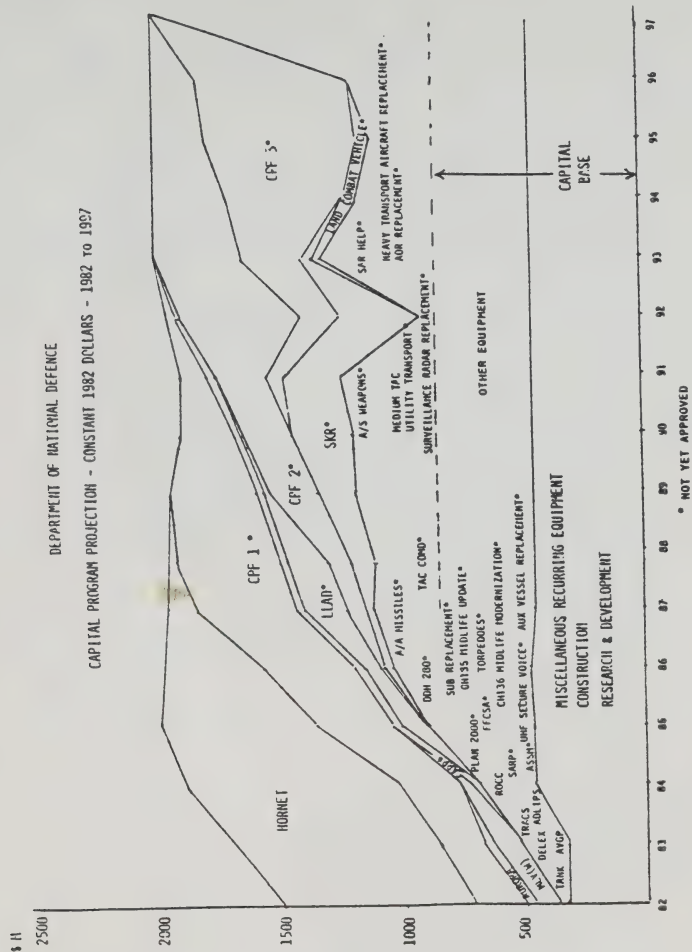 DEPARTMENT OF NATIONAL DEFENCE
CAPITAL PROGRAM PROJECTION - CONSTANT 1982 DOLLARS - 1982 TO 1997
$ M
2500
2000
1500
1000
500
HORNET
CPF 1 *
LLAD*
CPF 2*
SKR*
CPF 3*
LAND COMBAT VEHICLE*
A/A MISSILES*
A/S WEAPONS*
SAR HELP*
HEAVY TRANSPORT AIRCRAFT REPLACEMENT*
AOR REPLACEMENT*
DDH 280*
TAC COMD*
MEDIUM TAC
UTILITY TRANSPORT*
SURVEILLANCE RADAR REPLACEMENT*
SUB REPLACEMENT*
CH135 MIDLIFE UPDATE*
TORPEDOES*
CH136 MIDLIFE MODERNIZATION*
PLAN 2000*
FFCSA*
ROCC
SARP*
ASSM*
UHF SECURE VOICE*
AUX VESSEL REPLACEMENT*
OTHER EQUIPMENT
CAPITAL
BASE
AURORA
MLV(W)
TRACS
DELEX ADLIPS
TANK AVGP
MISCELLANEOUS RECURRING EQUIPMENT
CONSTRUCTION
RESEARCH & DEVELOPMENT
82 83 84 85 86 87 88 89 90 91 92 93 94 95 96 97
* NOT YET APPROVED